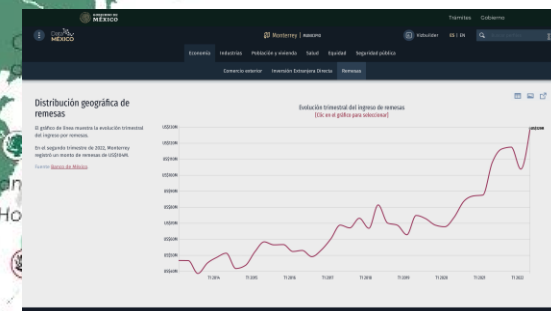 GOBIERNO DE
MÉXICO
Trámites Gobierno
Data
MÉXICO
Monterrey | MUNICIPIO
Vizbuilder ES | EN
Economía Industrias Población y vivienda Salud Equidad Seguridad pública
Comercio exterior Inversión Extranjera Directa Remesas
Distribución geográfica de
remesas
El gráfico de línea muestra la evolución trimestral
del ingreso por remesas.
En el segundo trimestre de 2022, Monterrey
registró un monto de remesas de US$184M.
Fuente: Banco de México
Evolución trimestral del ingreso de remesas
[Clic en el gráfico para seleccionar]
T1 2014 T1 2015 T1 2016 T1 2017 T1 2018 T1 2019 T1 2020 T1 2021 T1 2022
an
Ho